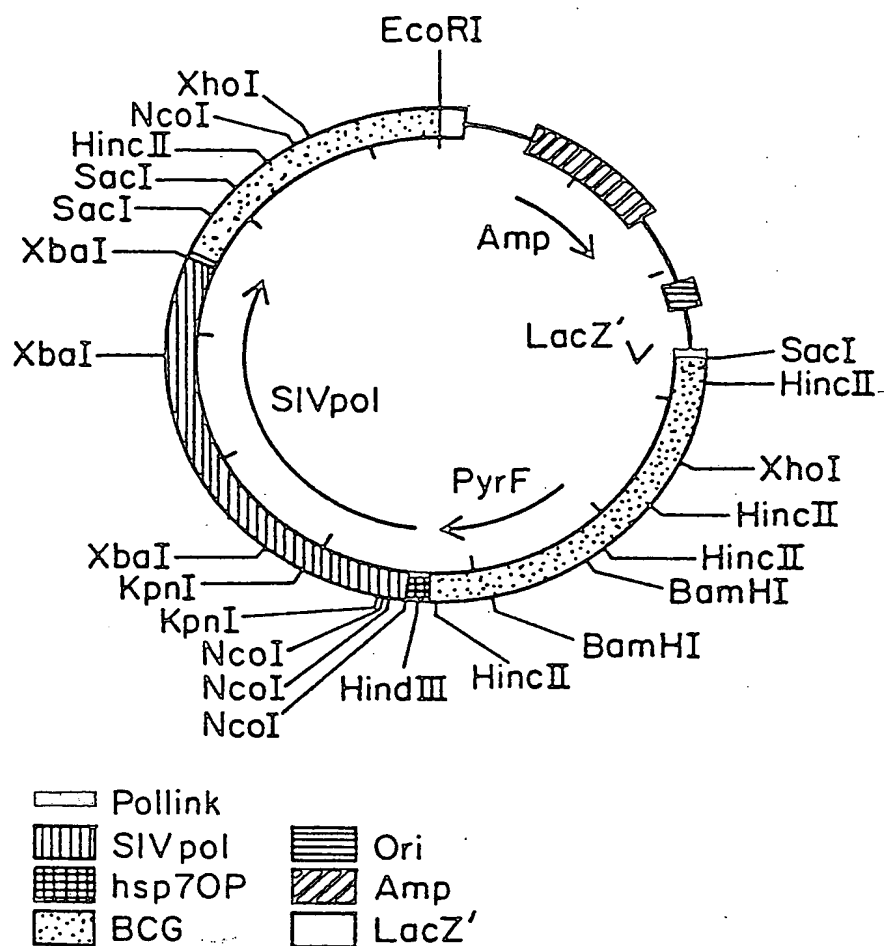 EcoRI
XhoI
NcoI
HincII
SacI
SacI
XbaI
XbaI
XbaI
KpnI
KpnI
NcoI
NcoI
NcoI
HindIII
HincII
BamHI
BamHI
HincII
HincII
XhoI
HincII
SacI
Amp
LacZ'
SIVpol
PyrF
Pollink
SIVpol
hsp70P
BCG
Ori
Amp
LacZ'